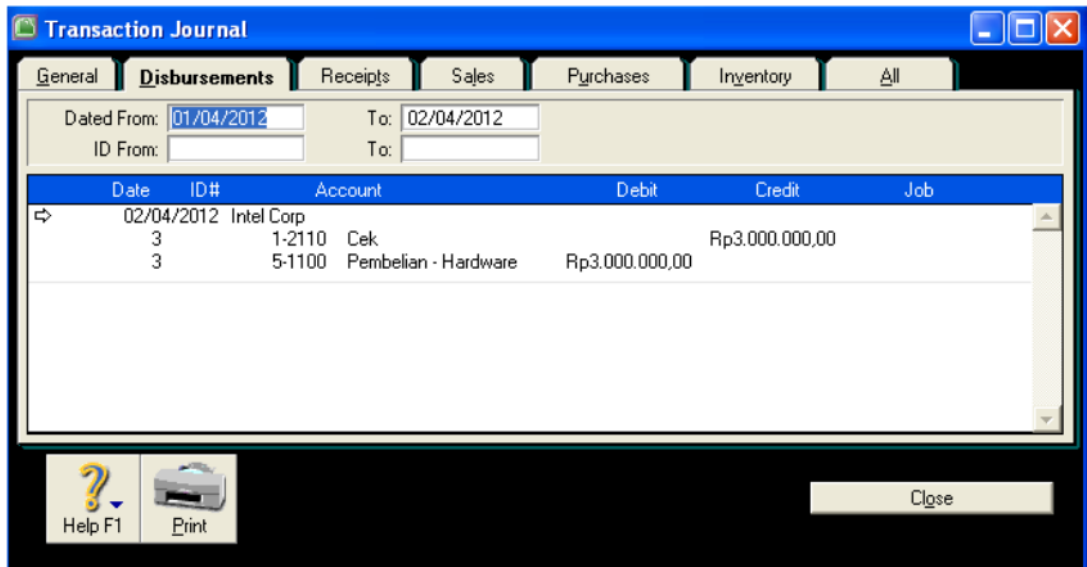 Transaction Journal
General Disbursements Receipts Sales Purchases Inventory All
Dated From: 01/04/2012 To: 02/04/2012
ID From: To:
Date ID# Account Debit Credit Job
02/04/2012 Intel Corp
3 1-2110 Cek Rp3.000.000,00
3 5-1100 Pembelian - Hardware Rp3.000.000,00
Help F1 Print Close